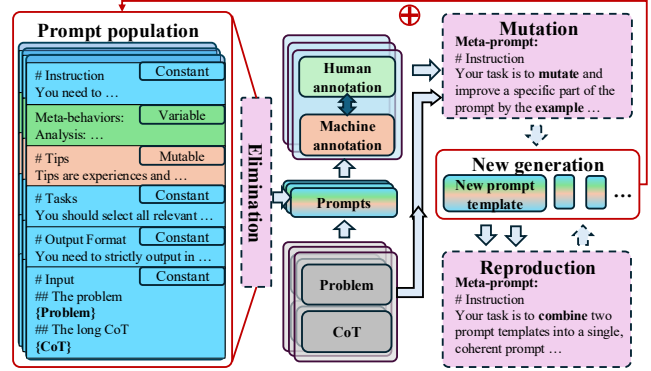 Prompt population
# Instruction
Constant
You need to …
Meta-behaviors:
Variable
Analysis: …
# Tips
Mutable
Tips are experiences and …
# Tasks
Constant
You should select all relevant …
# Output Format
Constant
You need to strictly output in …
# Input
Constant
## The problem
{Problem}
## The long CoT
{CoT}
Elimination
Human
annotation
Machine
annotation
Prompts
Problem
CoT
Mutation
Meta-prompt:
# Instruction
Your task is to mutate and
improve a specific part of the
prompt by the example …
New generation
New prompt
template
…
Reproduction
Meta-prompt:
# Instruction
Your task is to combine two
prompt templates into a single,
coherent prompt …